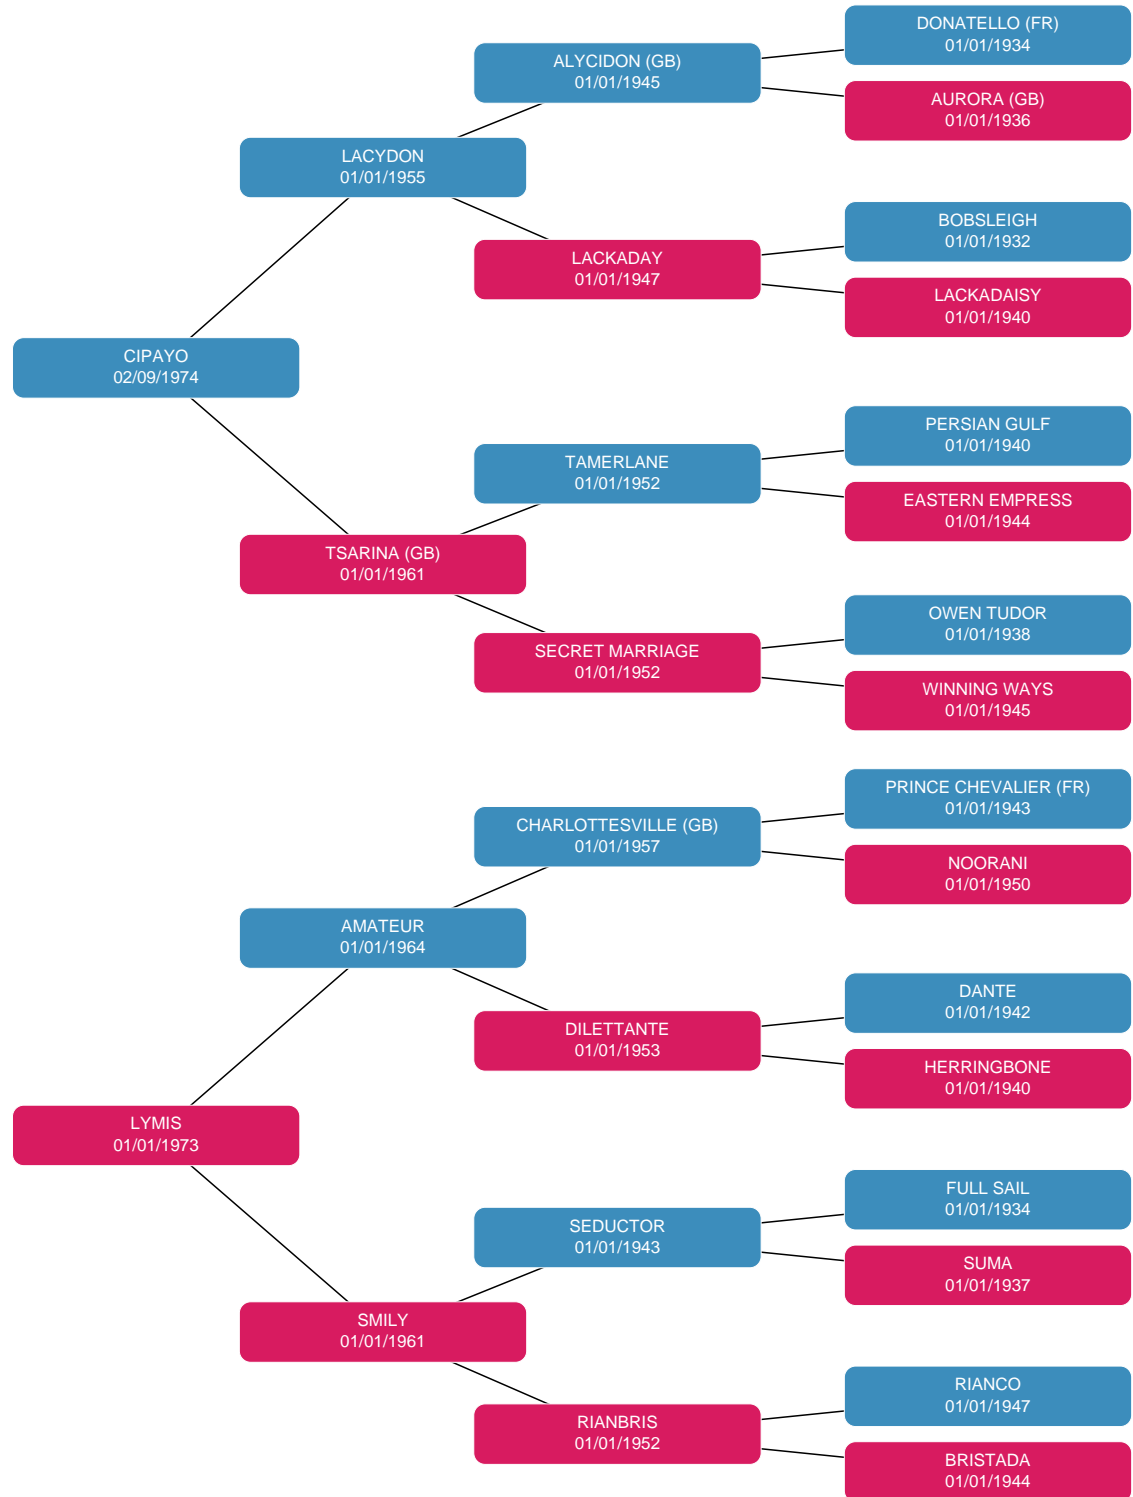 DONATELLO (FR)
01/01/1934
ALYCIDON (GB)
01/01/1945
AURORA (GB)
01/01/1936
LACYDON
01/01/1955
BOBSLEIGH
01/01/1932
LACKADAY
01/01/1947
LACKADAISY
01/01/1940
CIPAYO
02/09/1974
PERSIAN GULF
01/01/1940
TAMERLANE
01/01/1952
EASTERN EMPRESS
01/01/1944
TSARINA (GB)
01/01/1961
OWEN TUDOR
01/01/1938
SECRET MARRIAGE
01/01/1952
WINNING WAYS
01/01/1945
PRINCE CHEVALIER (FR)
01/01/1943
CHARLOTTESVILLE (GB)
01/01/1957
NOORANI
01/01/1950
AMATEUR
01/01/1964
DANTE
01/01/1942
DILETTANTE
01/01/1953
HERRINGBONE
01/01/1940
LYMIS
01/01/1973
FULL SAIL
01/01/1934
SEDUCTOR
01/01/1943
SUMA
01/01/1937
SMILY
01/01/1961
RIANCO
01/01/1947
RIANBRIS
01/01/1952
BRISTADA
01/01/1944